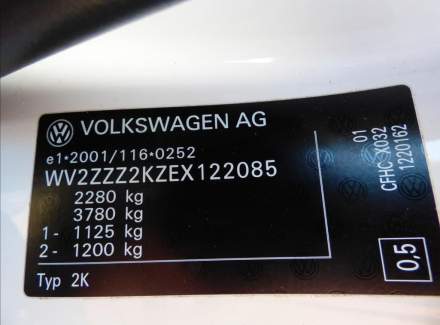 VOLKSWAGEN AG
e1*2001/116*0252
WV2ZZZ2KZEX122085
2280 kg
3780 kg
1- 1125 kg
2- 1200 kg
Typ 2K
01
CFHC X032
1220162
0,5